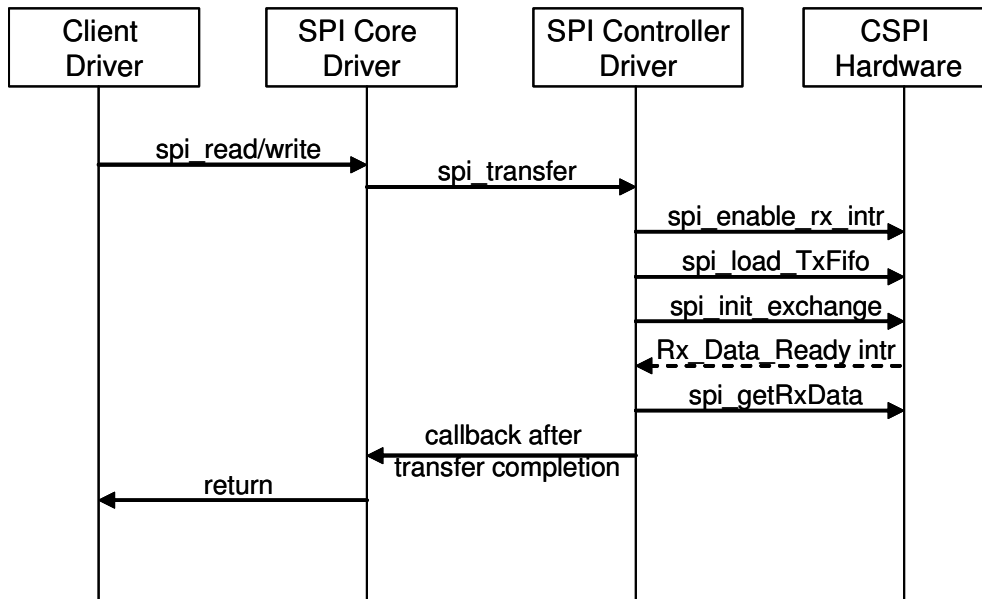 Client
Driver
SPI Core
Driver
SPI Controller
Driver
CSPI
Hardware
spi_read/write
spi_transfer
spi_enable_rx_intr
spi_load_TxFifo
spi_init_exchange
Rx_Data_Ready intr
spi_getRxData
callback after
transfer completion
return